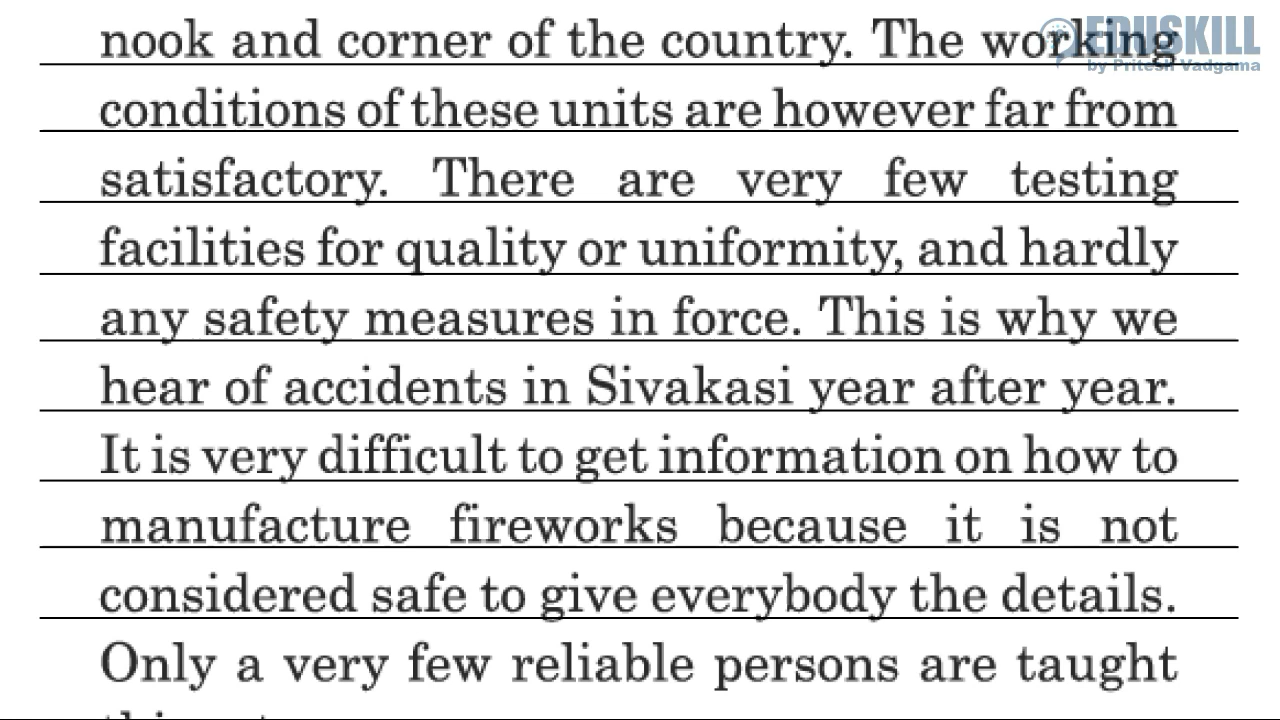 nook and corner of the country. The working
conditions of these units are however far from
satisfactory. There are very few testing
facilities for quality or uniformity, and hardly
any safety measures in force. This is why we
hear of accidents in Sivakasi year after year.
It is very difficult to get information on how to
manufacture fireworks because it is not
considered safe to give everybody the details.
Only a very few reliable persons are taught
EDUSKILL
by Pritesh Vadgama